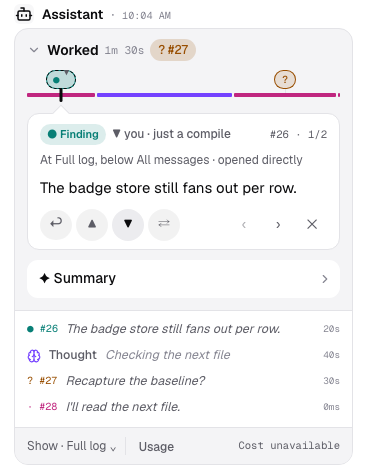 Assistant · 10:04 AM
Worked 1m 30s ? #27
?
Finding ▼ you · just a compile #26 · 1/2
At Full log, below All messages · opened directly
The badge store still fans out per row.
Summary
#26 The badge store still fans out per row. 20s
Thought Checking the next file 40s
? #27 Recapture the baseline? 30s
· #28 I'll read the next file. 0ms
Show · Full log Usage Cost unavailable